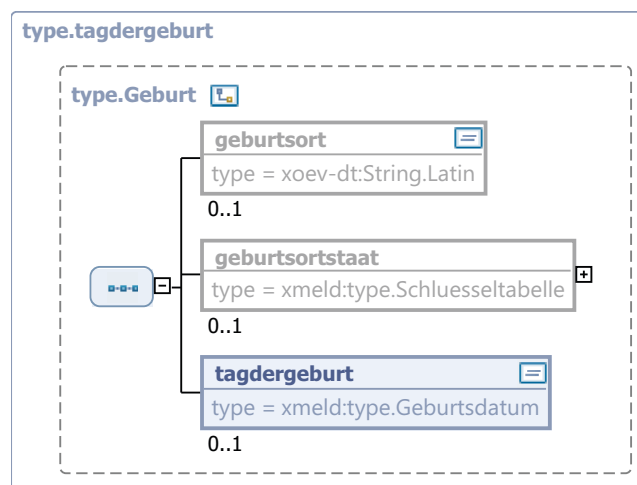 type.tagdergeburt
type.Geburt
geburtsort
type = xoev-dt:String.Latin
0..1
geburtsortstaat
type = xmeld:type.Schluesseltabelle
0..1
tagdergeburt
type = xmeld:type.Geburtsdatum
0..1